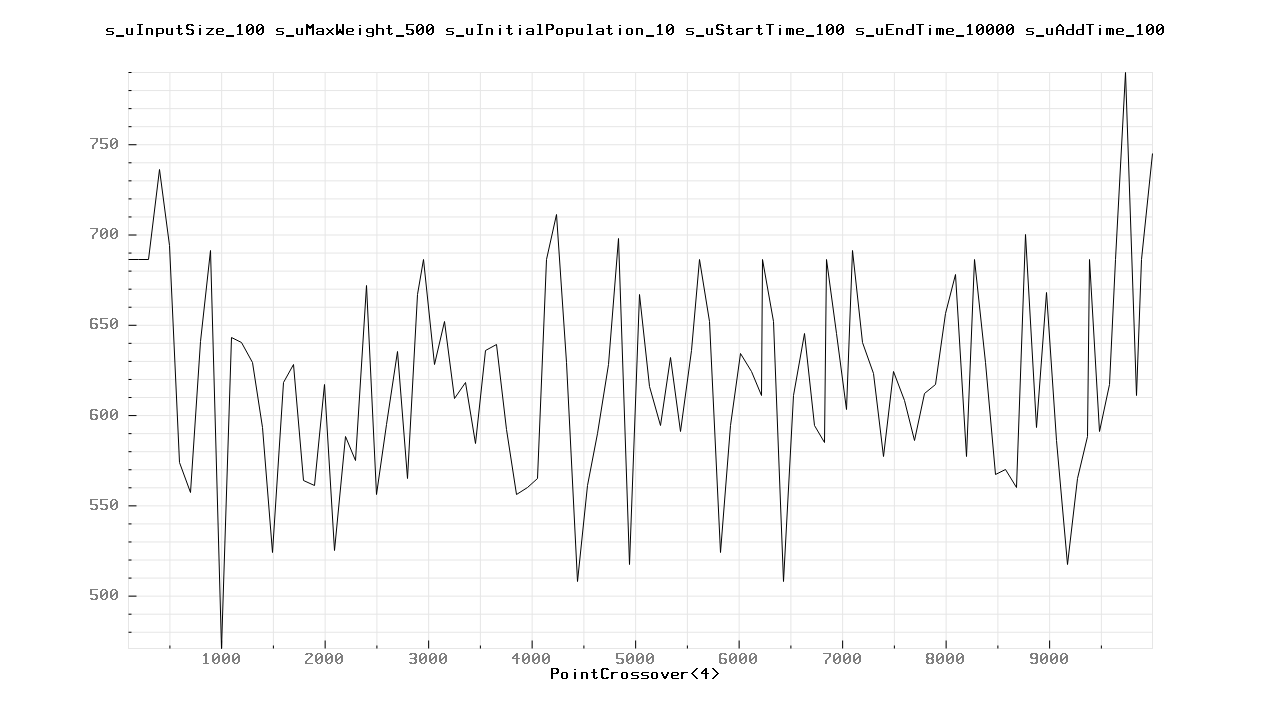 s_uInputSize_100 s_uMaxWeight_500 s_uInitialPopulation_10 s_uStartTime_100 s_uEndTime_10000 s_uAddTime_100
750
700
650
600
550
500
1000 2000 3000 4000 5000 6000 7000 8000 9000
PointCrossover<4>